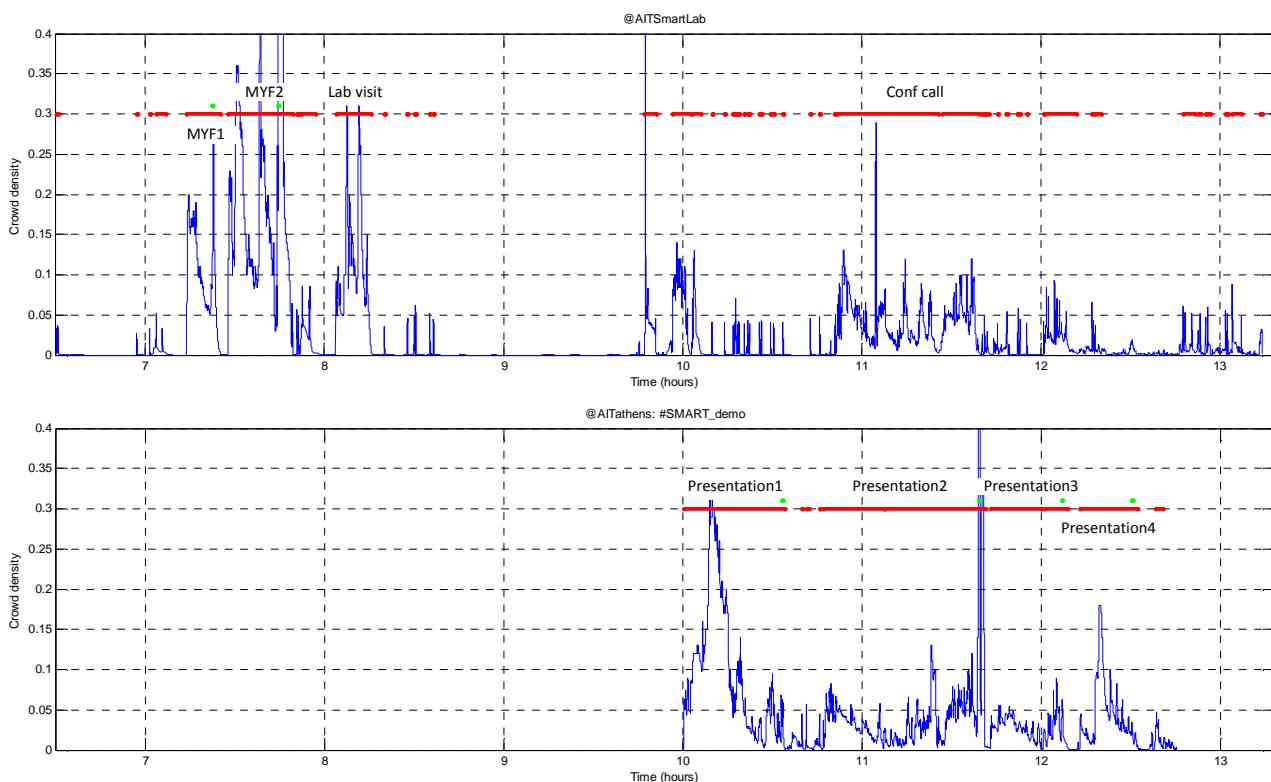 @AITSmartLab
0.4
0.35
0.3
0.25
0.2
0.15
0.1
0.05
0
Crowd density
MYF1
MYF2
Lab visit
Conf call
7 8 9 10 11 12 13
Time (hours)
@AITathens: #SMART_demo
0.4
0.35
0.3
0.25
0.2
0.15
0.1
0.05
0
Crowd density
Presentation1 Presentation2 Presentation3
Presentation4
7 8 9 10 11 12 13
Time (hours)